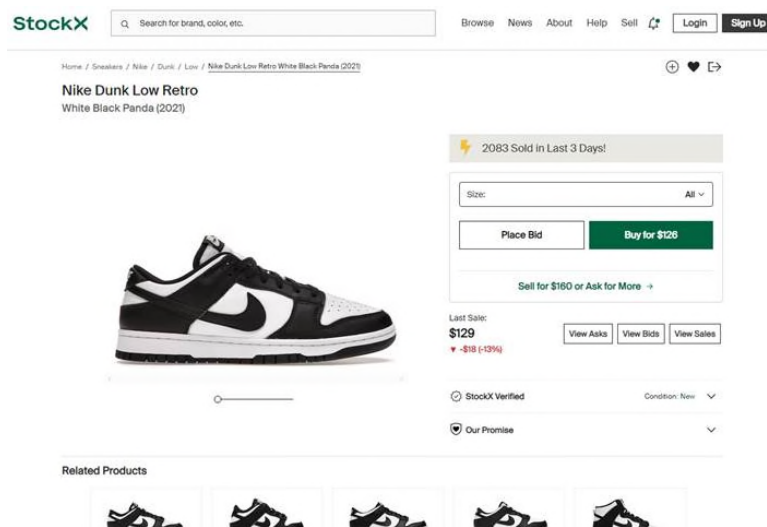 StockX
Search for brand, color, etc.
Browse News About Help Sell Login Sign Up
Home / Sneakers / Nike / Dunk / Low / Nike Dunk Low Retro White Black Panda (2021)
Nike Dunk Low Retro
White Black Panda (2021)
2083 Sold in Last 3 Days!
Size: All
Place Bid Buy for $126
Sell for $160 or Ask for More →
Last Sale:
$129
▼ -$18 (-13%)
View Asks View Bids View Sales
StockX Verified Condition: New
Our Promise
Related Products